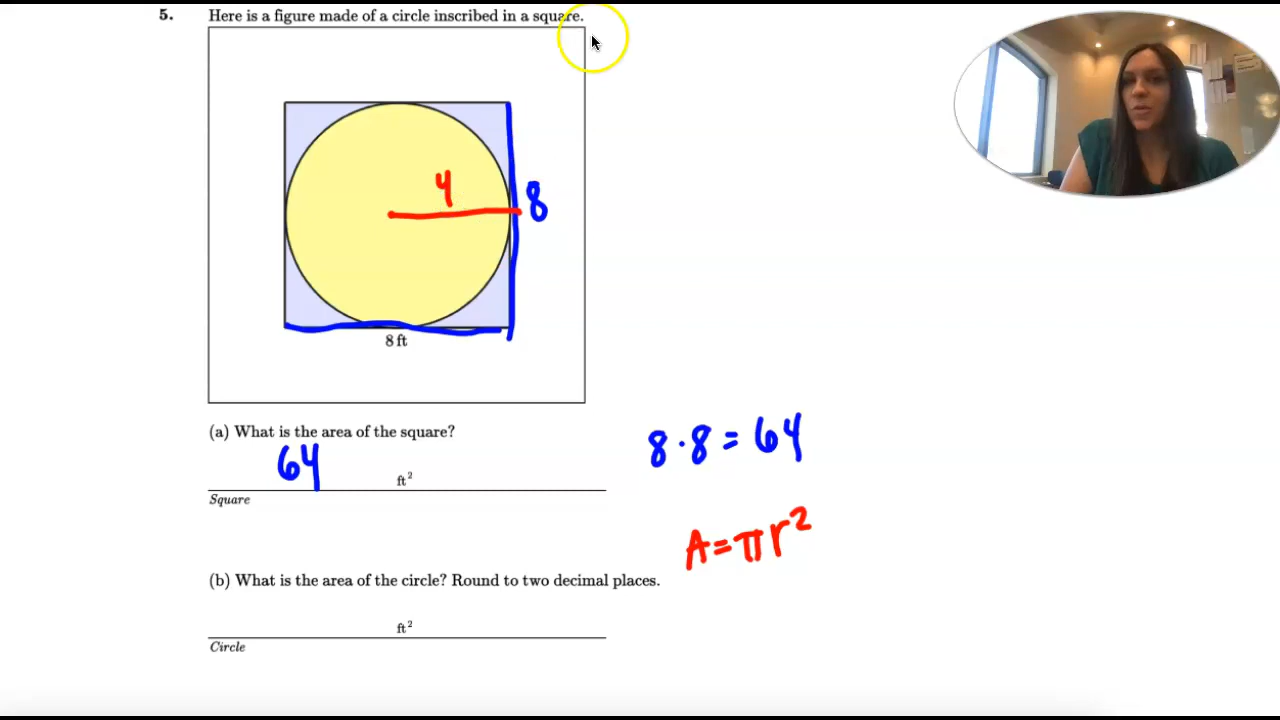 5. Here is a figure made of a circle inscribed in a square.
4
8
8 ft
(a) What is the area of the square?
8 · 8 = 64
64 ft²
Square
A = πr²
(b) What is the area of the circle? Round to two decimal places.
ft²
Circle